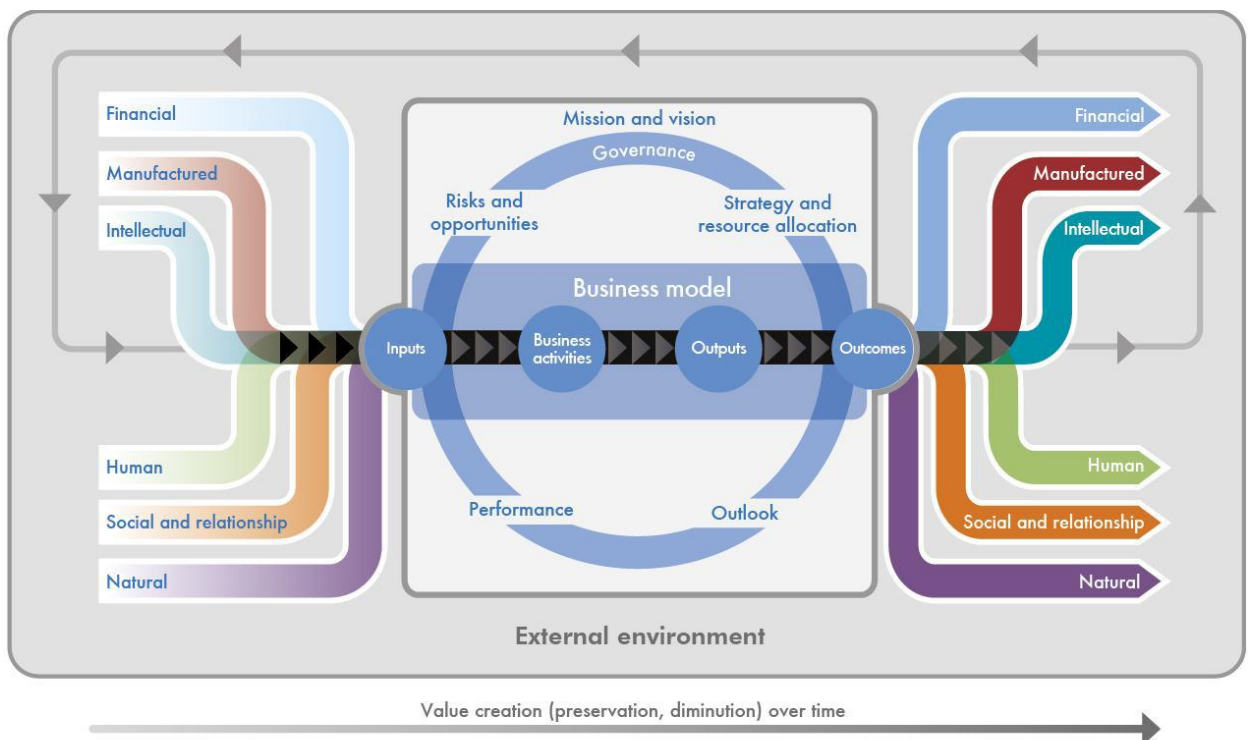 Financial
Manufactured
Intellectual
Human
Social and relationship
Natural
Mission and vision
Governance
Risks and
opportunities
Strategy and
resource allocation
Business model
Inputs
Business
activities
Outputs
Outcomes
Performance
Outlook
Financial
Manufactured
Intellectual
Human
Social and relationship
Natural
External environment
Value creation (preservation, diminution) over time